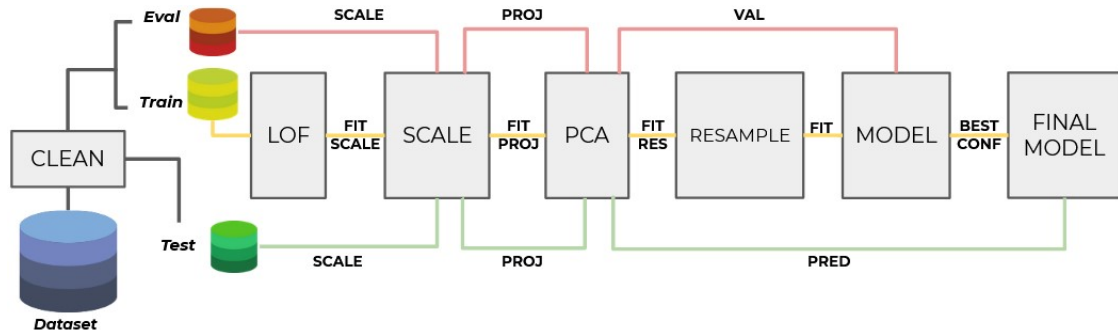 Eval
SCALE
PROJ
VAL
Train
LOF
FIT
SCALE
SCALE
FIT
PROJ
PCA
FIT
RES
RESAMPLE
FIT
MODEL
BEST
CONF
FINAL
MODEL
CLEAN
Test
SCALE
PROJ
PRED
Dataset